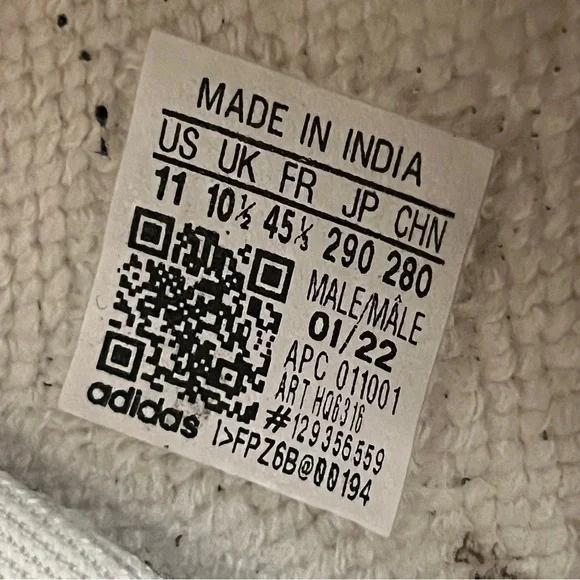 MADE IN INDIA
US UK FR JP CHN
11 10½ 45⅓ 290 280
MALE/MÂLE
01/22
APC 011001
ART HQ6316
#129356559
adidas
I>FPZ6B@00194